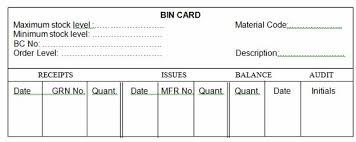 BIN CARD
Maximum stock level : Material Code:
Minimum stock level:
BC No:
Order Level: Description:
RECEIPTS ISSUES BALANCE AUDIT
Date GRN No. Quant. Date MFR No. Quant. Quant. Date Initials